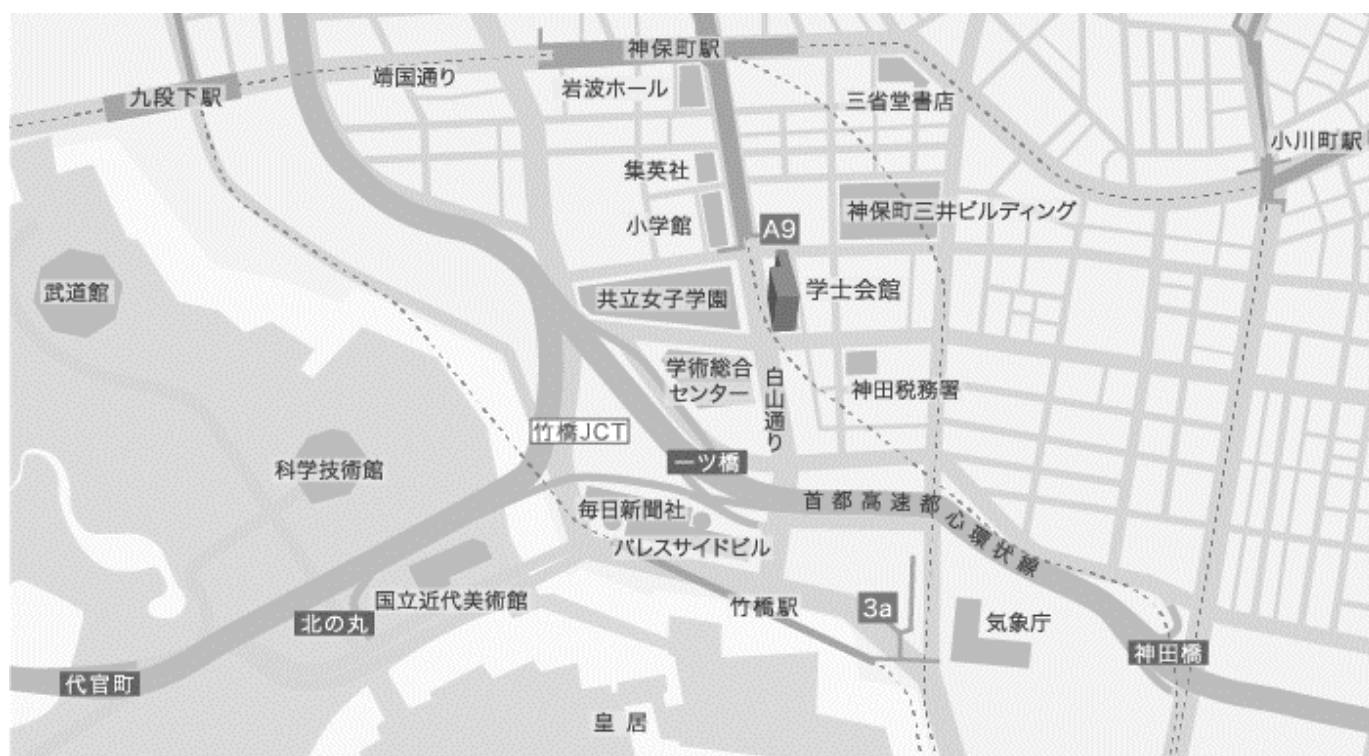 神保町駅
靖国通り
九段下駅
岩波ホール
三省堂書店
小川町駅
集英社
神保町三井ビルディング
小学館
A9
武道館
共立女子学園
学士会館
学術総合
センター
白山通り
神田税務署
竹橋JCT
科学技術館
一ツ橋
首都高速都心環状線
毎日新聞社
パレスサイドビル
国立近代美術館
竹橋駅
3a
気象庁
北の丸
神田橋
代官町
皇居